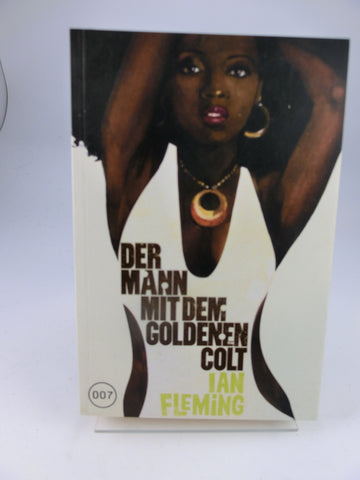 DER
MANN
MIT DEM
GOLDENEN
COLT
IAN
FLEMING
007